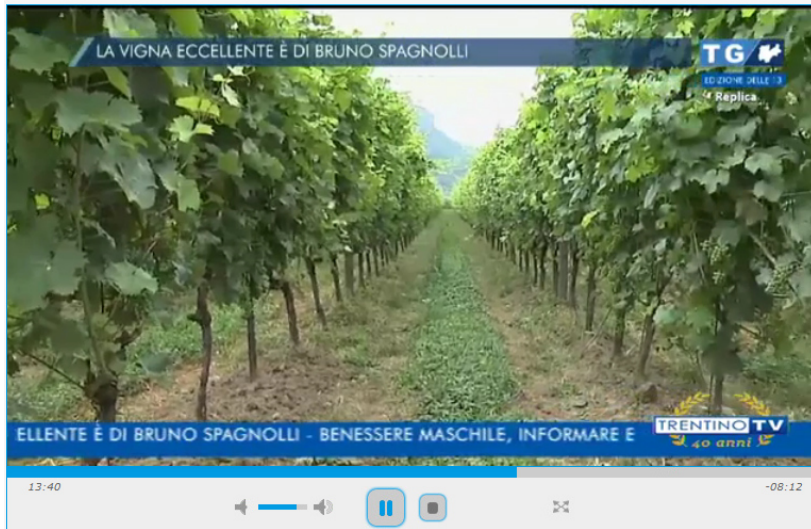 LA VIGNA ECCELLENTE È DI BRUNO SPAGNOLLI
TG
EDIZIONE DELLE 13
Replica
ELLENTE È DI BRUNO SPAGNOLLI - BENESSERE MASCHILE, INFORMARE E
TRENTINO TV
40 anni
13:40
-08:12